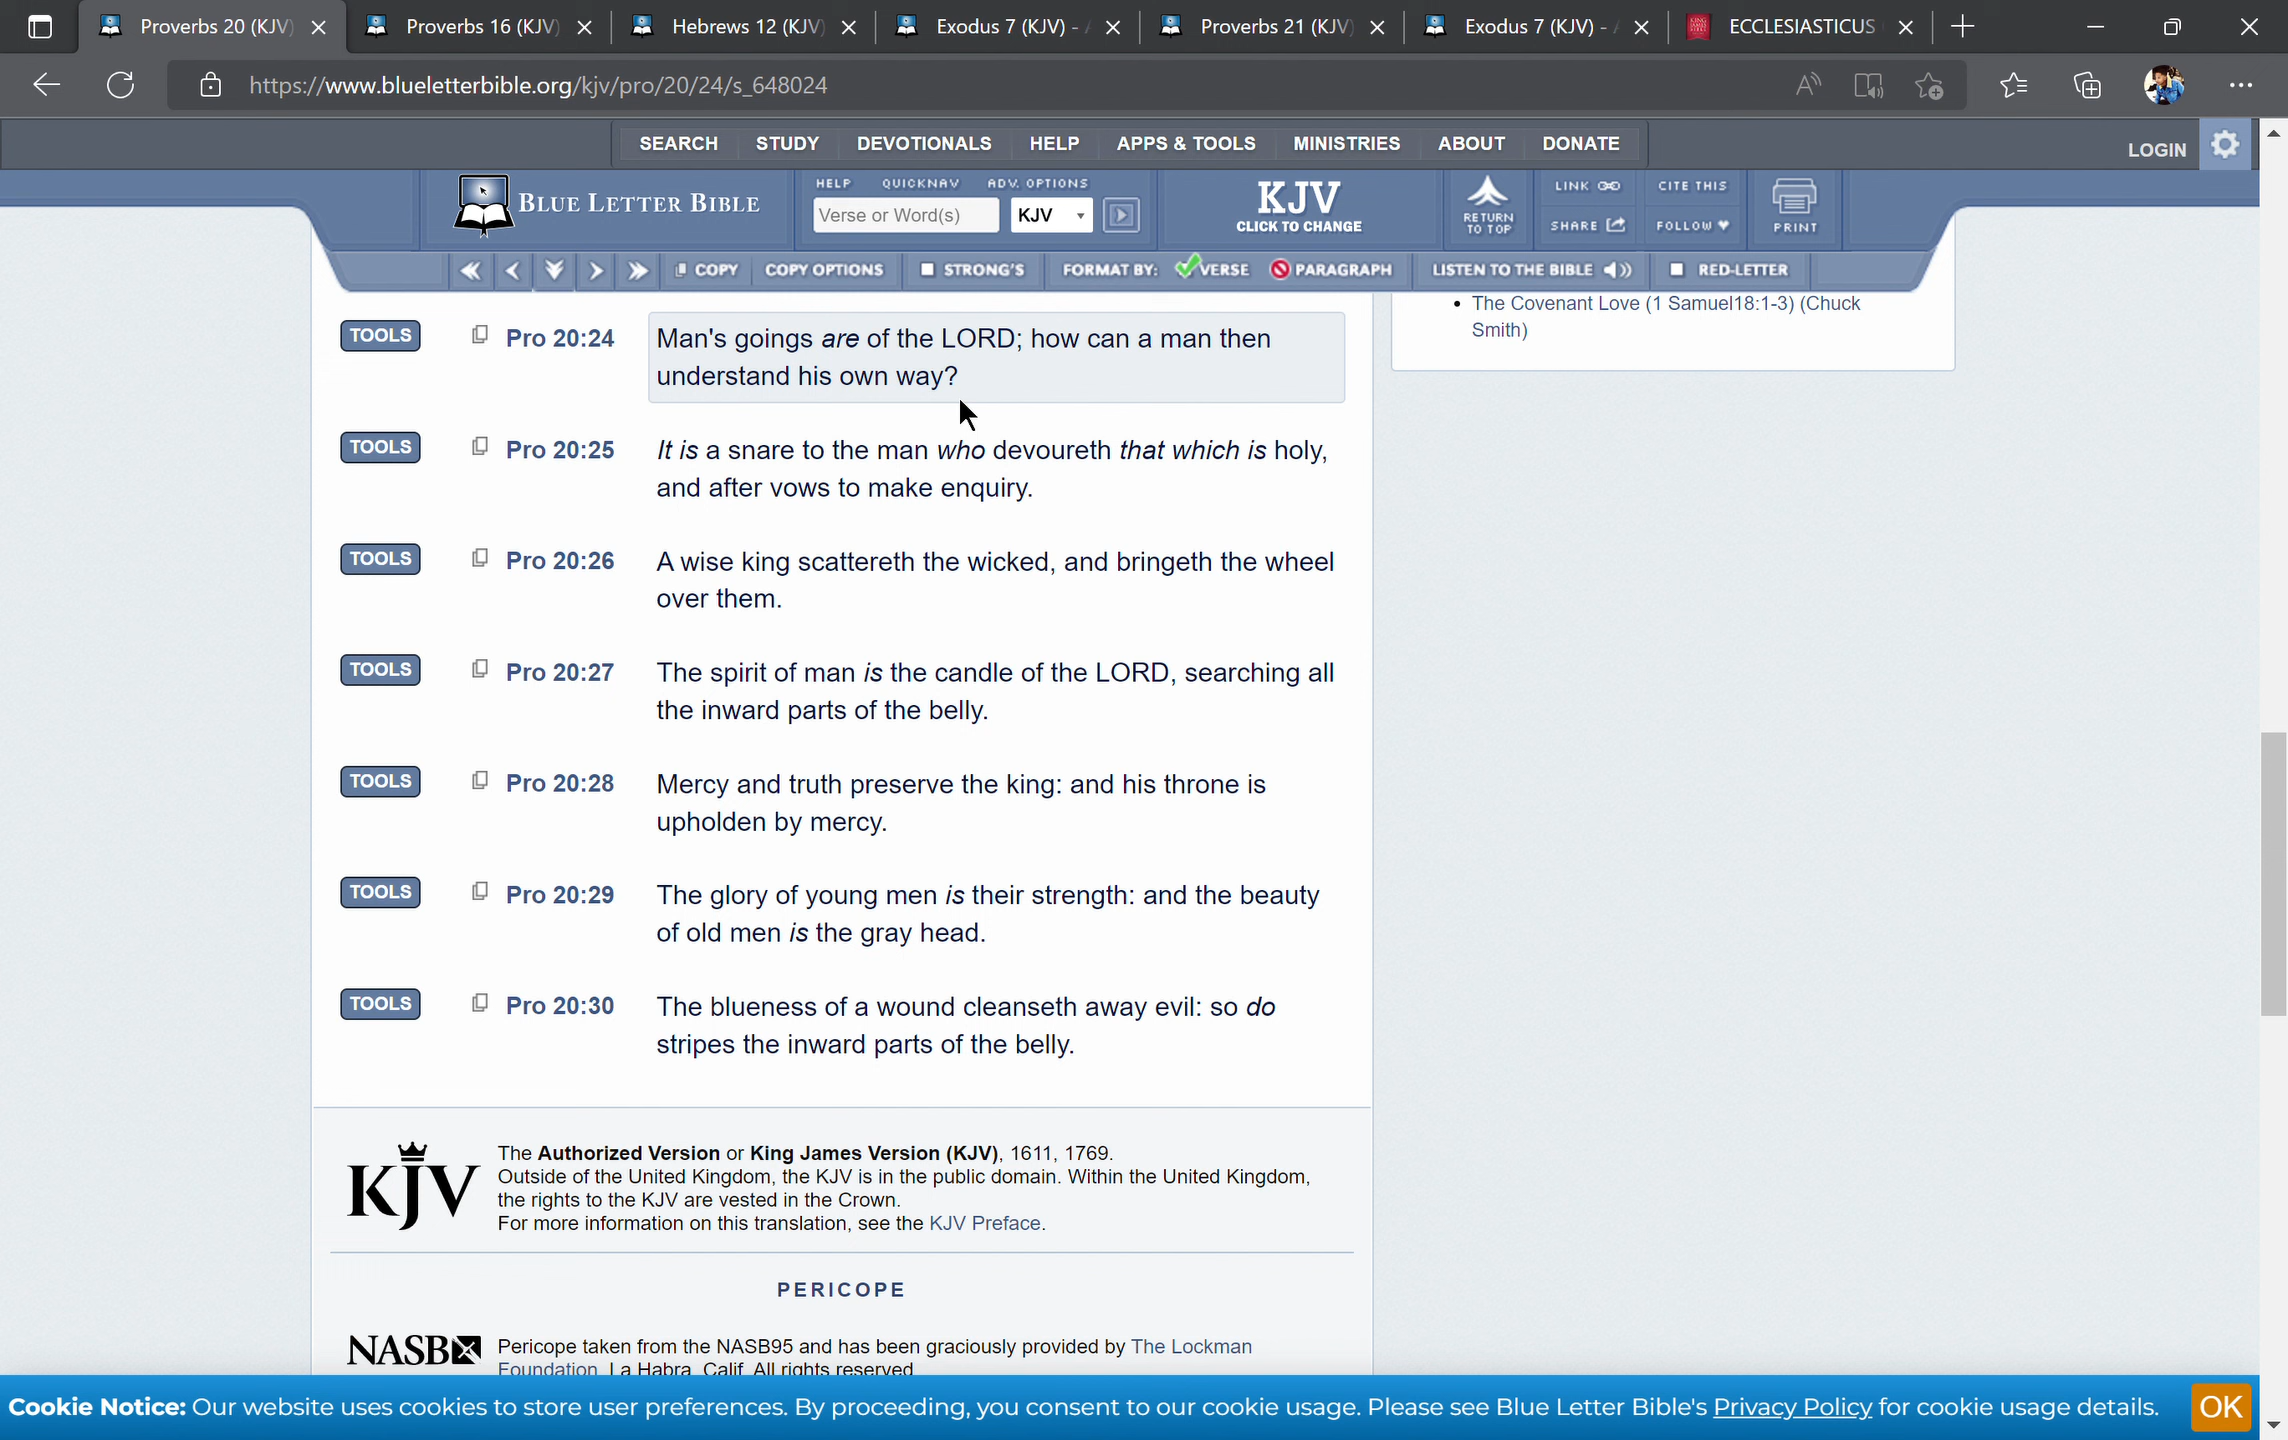 Proverbs 20 (KJV)
Proverbs 16 (KJV)
Hebrews 12 (KJV)
Exodus 7 (KJV) -
Proverbs 21 (KJV)
Exodus 7 (KJV) -
ECCLESIASTICUS
https://www.blueletterbible.org/kjv/pro/20/24/s_648024
SEARCH STUDY DEVOTIONALS HELP APPS & TOOLS MINISTRIES ABOUT DONATE
LOGIN
BLUE LETTER BIBLE
HELP QUICKNAV ADV. OPTIONS
Verse or Word(s) KJV
KJV
CLICK TO CHANGE
RETURN
TO TOP
LINK CITE THIS
SHARE FOLLOW
PRINT
COPY COPY OPTIONS STRONG'S FORMAT BY: VERSE PARAGRAPH LISTEN TO THE BIBLE RED-LETTER
• The Covenant Love (1 Samuel18:1-3) (Chuck
Smith)
TOOLS Pro 20:24 Man's goings are of the LORD; how can a man then
understand his own way?
TOOLS Pro 20:25 It is a snare to the man who devoureth that which is holy,
and after vows to make enquiry.
TOOLS Pro 20:26 A wise king scattereth the wicked, and bringeth the wheel
over them.
TOOLS Pro 20:27 The spirit of man is the candle of the LORD, searching all
the inward parts of the belly.
TOOLS Pro 20:28 Mercy and truth preserve the king: and his throne is
upholden by mercy.
TOOLS Pro 20:29 The glory of young men is their strength: and the beauty
of old men is the gray head.
TOOLS Pro 20:30 The blueness of a wound cleanseth away evil: so do
stripes the inward parts of the belly.
KJV
The Authorized Version or King James Version (KJV), 1611, 1769.
Outside of the United Kingdom, the KJV is in the public domain. Within the United Kingdom,
the rights to the KJV are vested in the Crown.
For more information on this translation, see the KJV Preface.
PERICOPE
NASB
Pericope taken from the NASB95 and has been graciously provided by The Lockman
Foundation, La Habra, Calif. All rights reserved
Cookie Notice: Our website uses cookies to store user preferences. By proceeding, you consent to our cookie usage. Please see Blue Letter Bible's Privacy Policy for cookie usage details.
OK